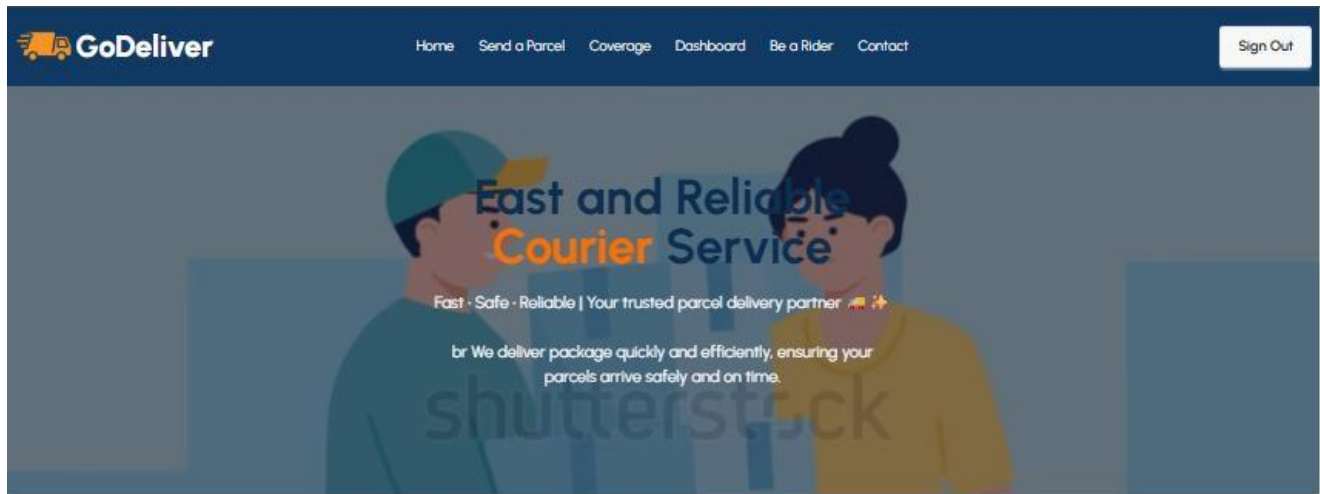 GoDeliver
Home Send a Parcel Coverage Dashboard Be a Rider Contact
Sign Out
Fast and Reliable
Courier Service
Fast · Safe · Reliable | Your trusted parcel delivery partner 🚚 ✨
br We deliver package quickly and efficiently, ensuring your
parcels arrive safely and on time.
shutterstock